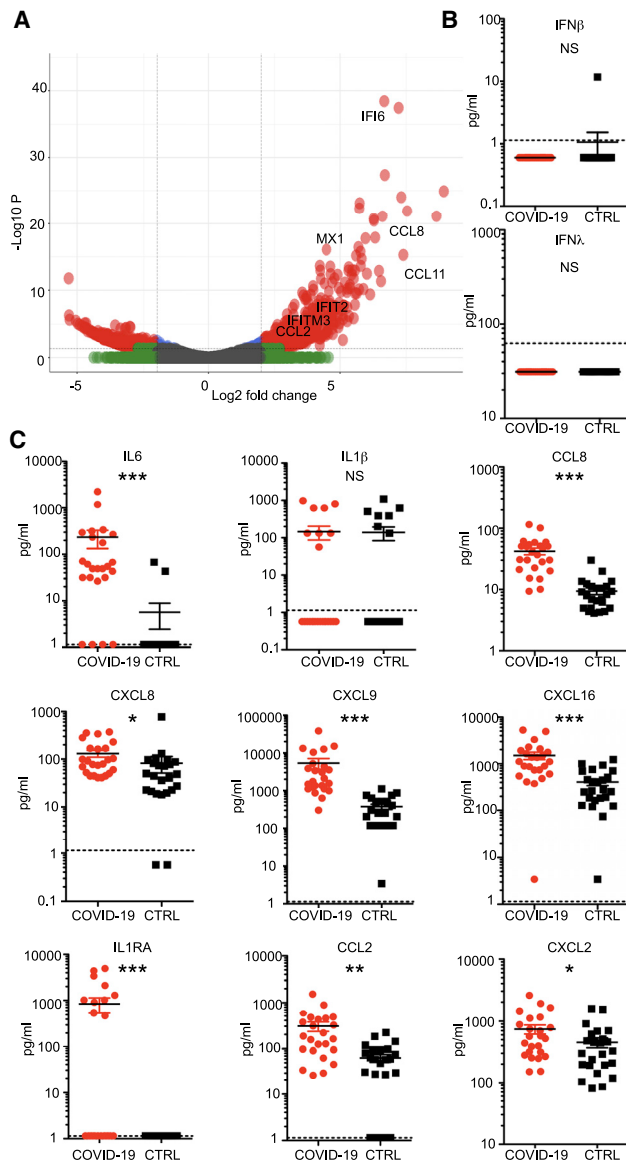 A
-Log10 P
40
30
20
10
0
IFI6
CCL8
MX1
CCL11
IFIT2
IFITM3
CCL2
-5
0
5
Log2 fold change
B
IFNβ
NS
pg/ml
100
10
1
0.1
COVID-19
CTRL
IFNλ
NS
pg/ml
1000
100
10
COVID-19
CTRL
C
IL6
***
pg/ml
10000
1000
100
10
1
COVID-19 CTRL
IL1β
NS
pg/ml
10000
1000
100
10
1
0.1
COVID-19 CTRL
CCL8
***
pg/ml
1000
100
10
1
COVID-19 CTRL
CXCL8
*
pg/ml
1000
100
10
1
0.1
COVID-19 CTRL
CXCL9
***
pg/ml
100000
10000
1000
100
10
1
COVID-19 CTRL
CXCL16
***
pg/ml
10000
1000
100
10
1
COVID-19 CTRL
IL1RA
***
pg/ml
10000
1000
100
10
1
COVID-19 CTRL
CCL2
**
pg/ml
10000
1000
100
10
1
COVID-19 CTRL
CXCL2
*
pg/ml
10000
1000
100
10
COVID-19 CTRL